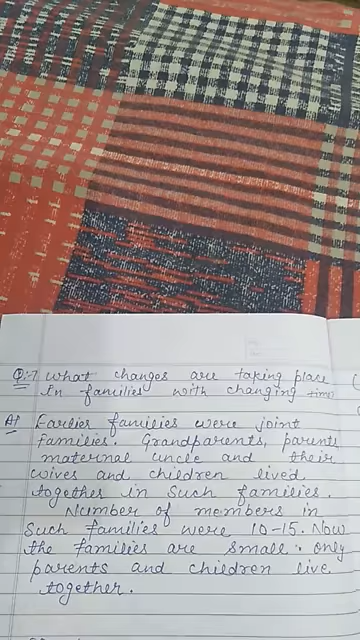 Q:-7 What changes are taking place
In families with changing time
A) Earlier families were joint
families. Grandparents, parents
maternal uncle and their
wives and children lived
together in such families.
Number of members in
such families were 10-15. Now
the families are small. only
parents and children live
together.